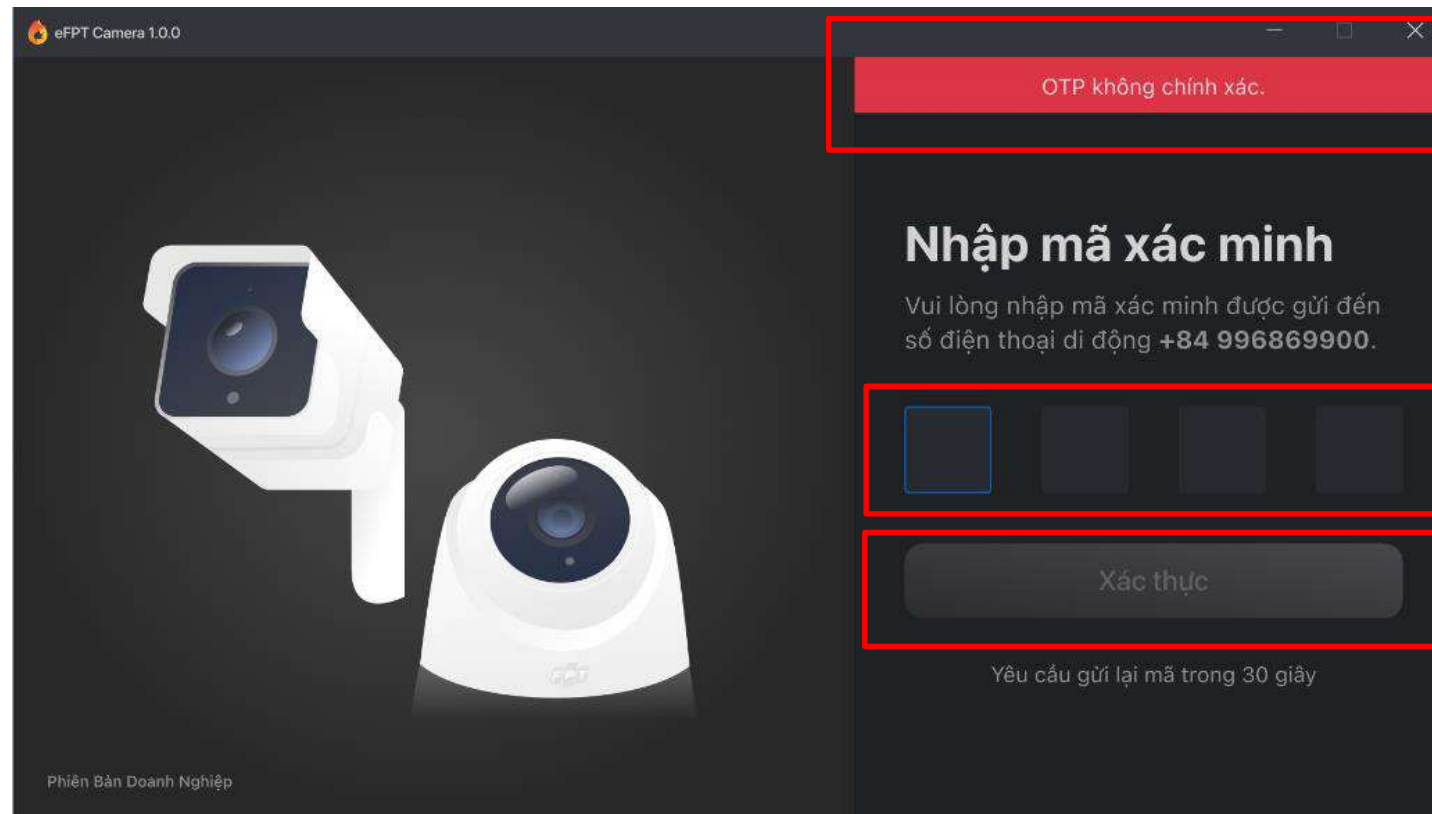 eFPT Camera 1.0.0
OTP không chính xác.
Nhập mã xác minh
Vui lòng nhập mã xác minh được gửi đến
số điện thoại di động +84 996869900.
Xác thực
Yêu cầu gửi lại mã trong 30 giây
FPT
Phiên Bản Doanh Nghiệp